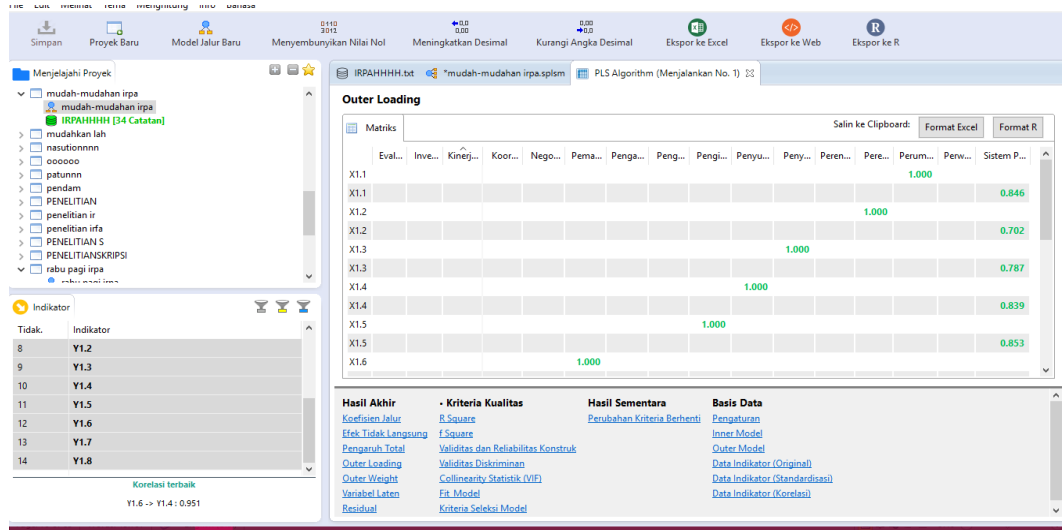 File Edit Melihat Tema Menghitung Info Bahasa
Simpan Proyek Baru Model Jalur Baru Menyembunyikan Nilai Nol Meningkatkan Desimal Kurangi Angka Desimal Ekspor ke Excel Ekspor ke Web Ekspor ke R
Menjelajahi Proyek
mudah-mudahan irpa
mudah-mudahan irpa
IRPAHHHH [34 Catatan]
mudahkan lah
nasutionnnn
oooooo
patunnn
pendam
PENELITIAN
penelitian ir
penelitian irfa
PENELITIAN S
PENELITIANSKRIPSI
rabu pagi irpa
rabu pagi irpa
Indikator
Tidak. Indikator
8 Y1.2
9 Y1.3
10 Y1.4
11 Y1.5
12 Y1.6
13 Y1.7
14 Y1.8
Korelasi terbaik
Y1.6 -> Y1.4 : 0.951
IRPAHHHH.txt *mudah-mudahan irpa.splsm PLS Algorithm (Menjalankan No. 1)
Outer Loading
Matriks Salin ke Clipboard: Format Excel Format R
Eval... Inve... Kinerj... Koor... Nego... Pema... Penga... Peng... Pengi... Penyu... Peny... Peren... Pere... Perum... Perw... Sistem P...
X1.1 1.000
X1.1 0.846
X1.2 1.000
X1.2 0.702
X1.3 1.000
X1.3 0.787
X1.4 1.000
X1.4 0.839
X1.5 1.000
X1.5 0.853
X1.6 1.000
Hasil Akhir
Koefisien Jalur
Efek Tidak Langsung
Pengaruh Total
Outer Loading
Outer Weight
Variabel Laten
Residual
Kriteria Kualitas
R Square
f Square
Validitas dan Reliabilitas Konstruk
Validitas Diskriminan
Collinearity Statistik (VIF)
Fit Model
Kriteria Seleksi Model
Hasil Sementara
Perubahan Kriteria Berhenti
Basis Data
Pengaturan
Inner Model
Outer Model
Data Indikator (Original)
Data Indikator (Standardisasi)
Data Indikator (Korelasi)